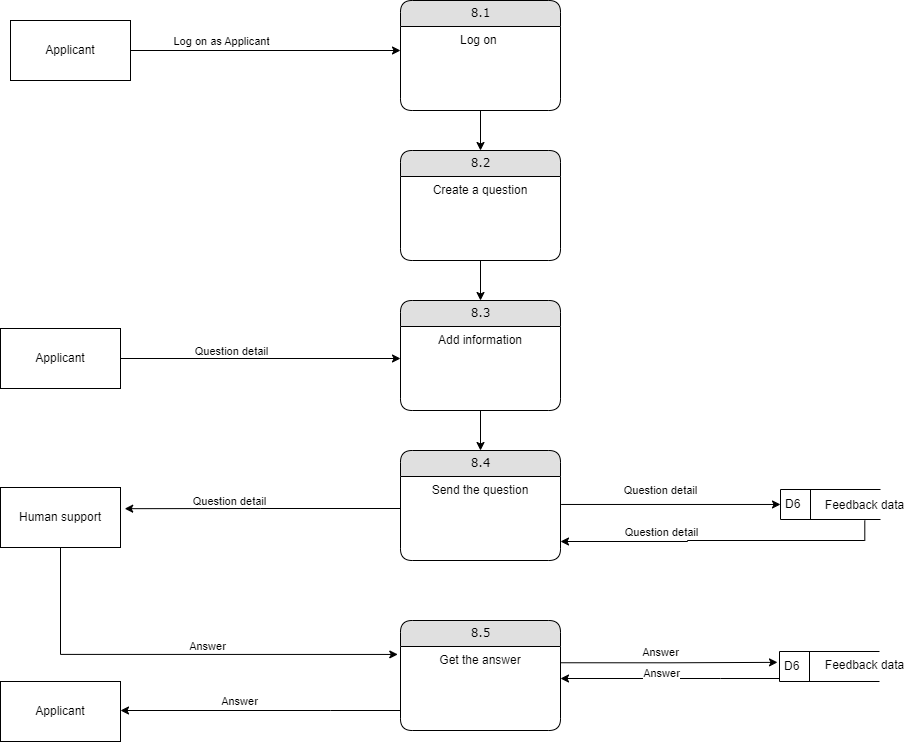 8.1
Applicant
Log on as Applicant
Log on
8.2
Create a question
8.3
Add information
Applicant
Question detail
8.4
Send the question
Human support
Question detail
Question detail
D6
Feedback data
Question detail
8.5
Get the answer
Answer
Answer
D6
Feedback data
Answer
Applicant
Answer